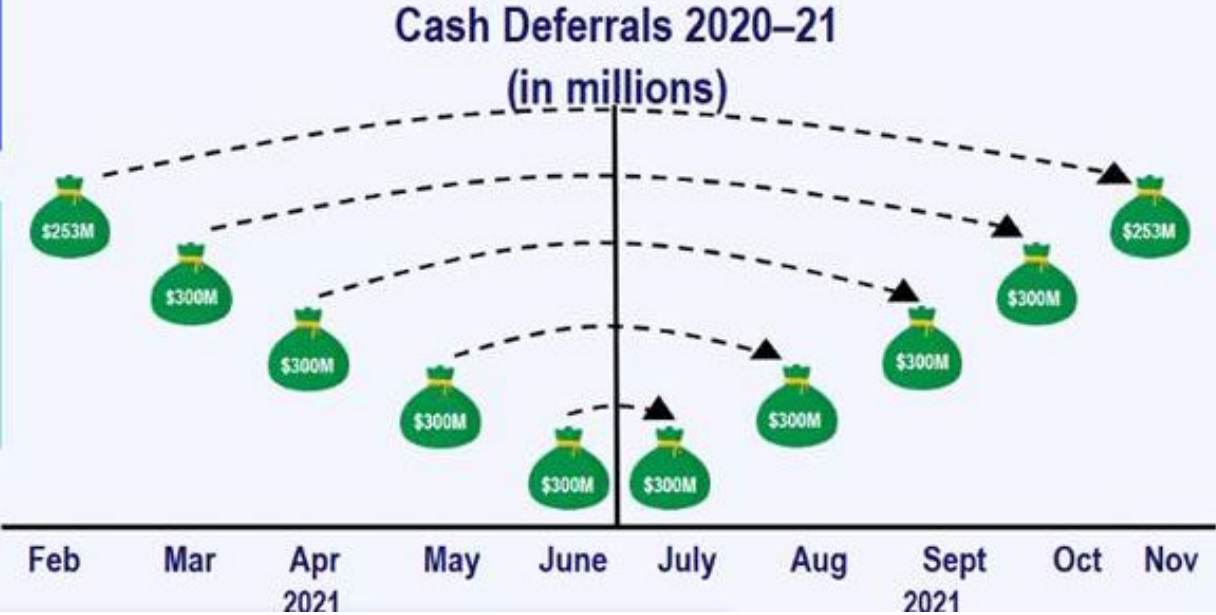 Cash Deferrals 2020–21
(in millions)
$253M $253M
$300M $300M
$300M $300M
$300M $300M
$300M $300M
Feb Mar Apr May June July Aug Sept Oct Nov
2021 2021